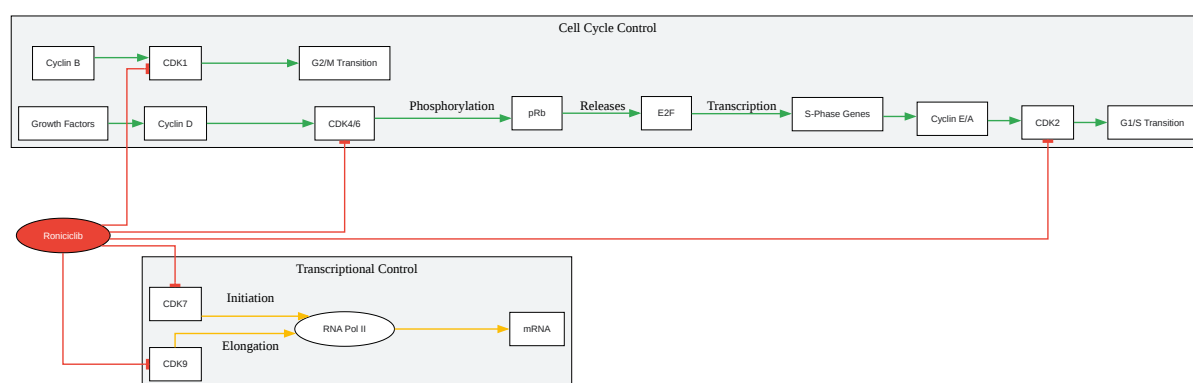 Cell Cycle Control
Cyclin B
CDK1
G2/M Transition
Growth Factors
Cyclin D
CDK4/6
Phosphorylation
pRb
Releases
E2F
Transcription
S-Phase Genes
Cyclin E/A
CDK2
G1/S Transition
Roniciclib
Transcriptional Control
CDK7
Initiation
RNA Pol II
mRNA
Elongation
CDK9